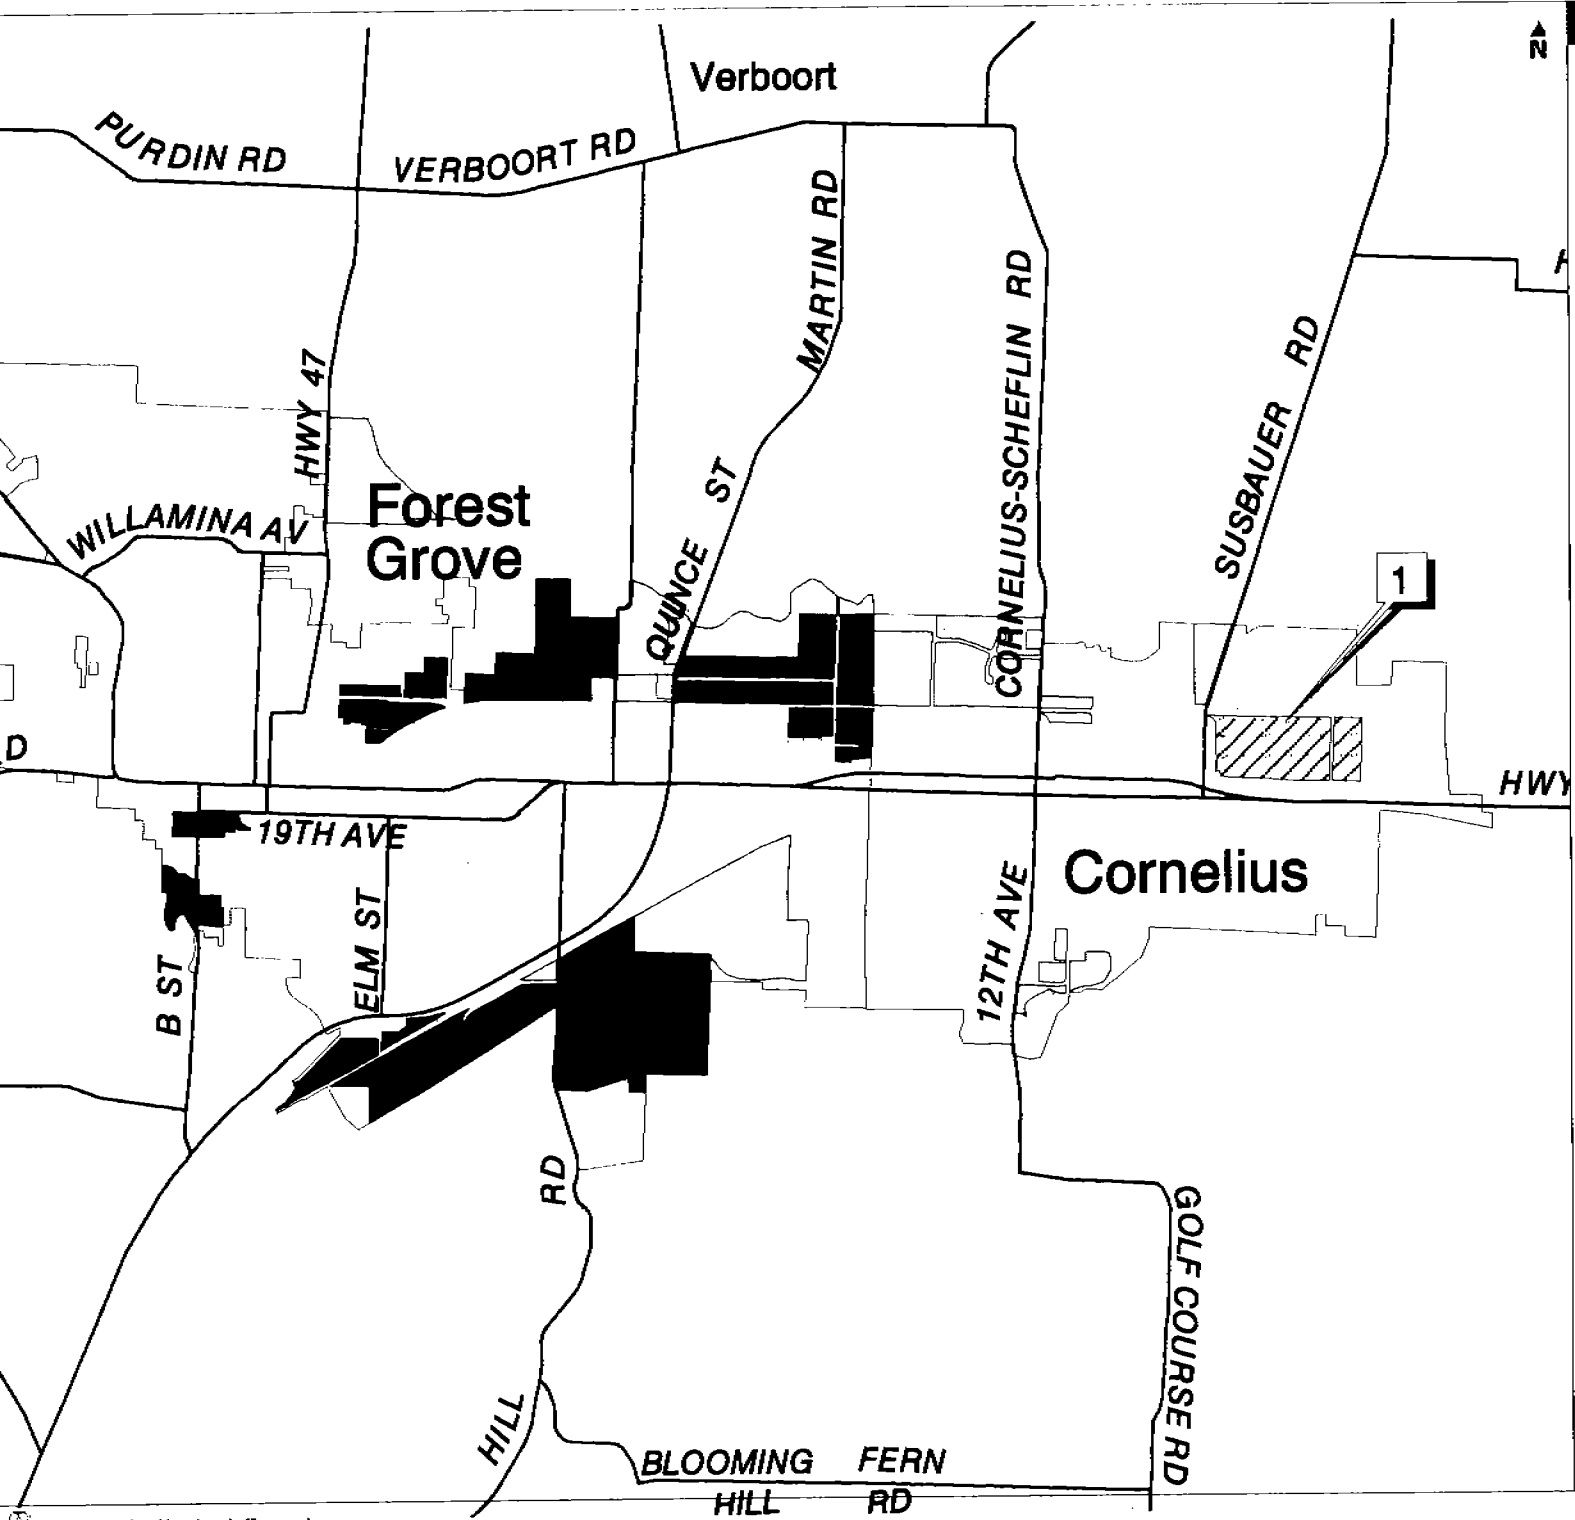 N
Verboort
PURDIN RD
VERBOORT RD
MARTIN RD
CORNELIUS-SCHEFLIN RD
SUSBAUER RD
HWY 47
Forest
Grove
WILLAMINA AV
QUINCE ST
1
D
HWY
19TH AVE
Cornelius
ELM ST
12TH AVE
B ST
RD
HILL
GOLF COURSE RD
BLOOMING FERN
HILL RD